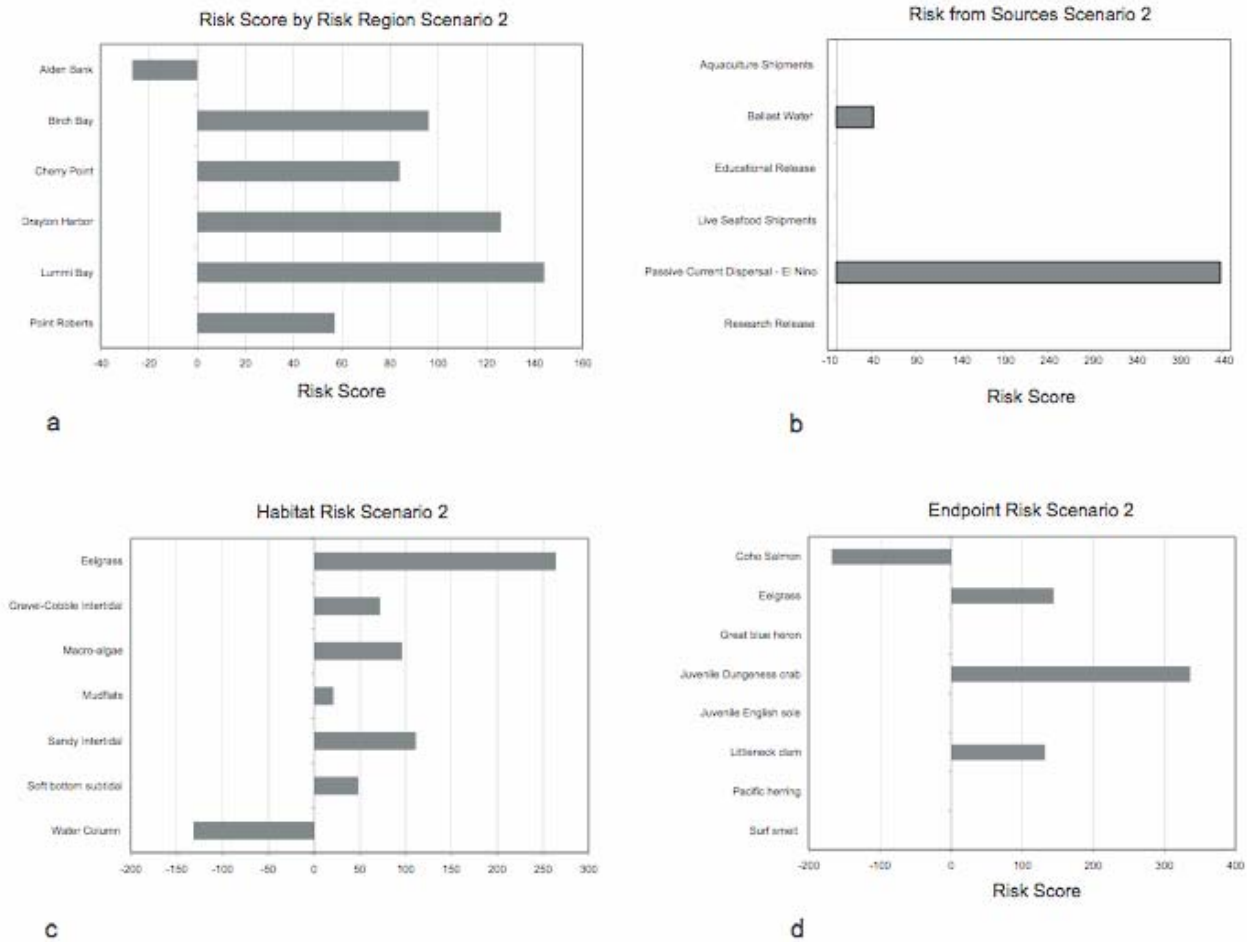 Risk Score by Risk Region Scenario 2
Alden Bank
Birch Bay
Cherry Point
Drayton Harbor
Lummi Bay
Point Roberts
-40 -20 0 20 40 60 80 100 120 140 160
Risk Score
a
Risk from Sources Scenario 2
Aquaculture Shipments
Ballast Water
Educational Release
Live Seafood Shipments
Passive Current Dispersal - El Nino
Research Release
-10 40 90 140 190 240 290 340 390 440
Risk Score
b
Habitat Risk Scenario 2
Eelgrass
Gravel-Cobble Intertidal
Macro-algae
Mudflats
Sandy Intertidal
Soft bottom subtidal
Water Column
-200 -150 -100 -50 0 50 100 150 200 250 300
c
Endpoint Risk Scenario 2
Coho Salmon
Eelgrass
Great blue heron
Juvenile Dungeness crab
Juvenile English sole
Littleneck clam
Pacific herring
Surf smelt
-200 -100 0 100 200 300 400
Risk Score
d